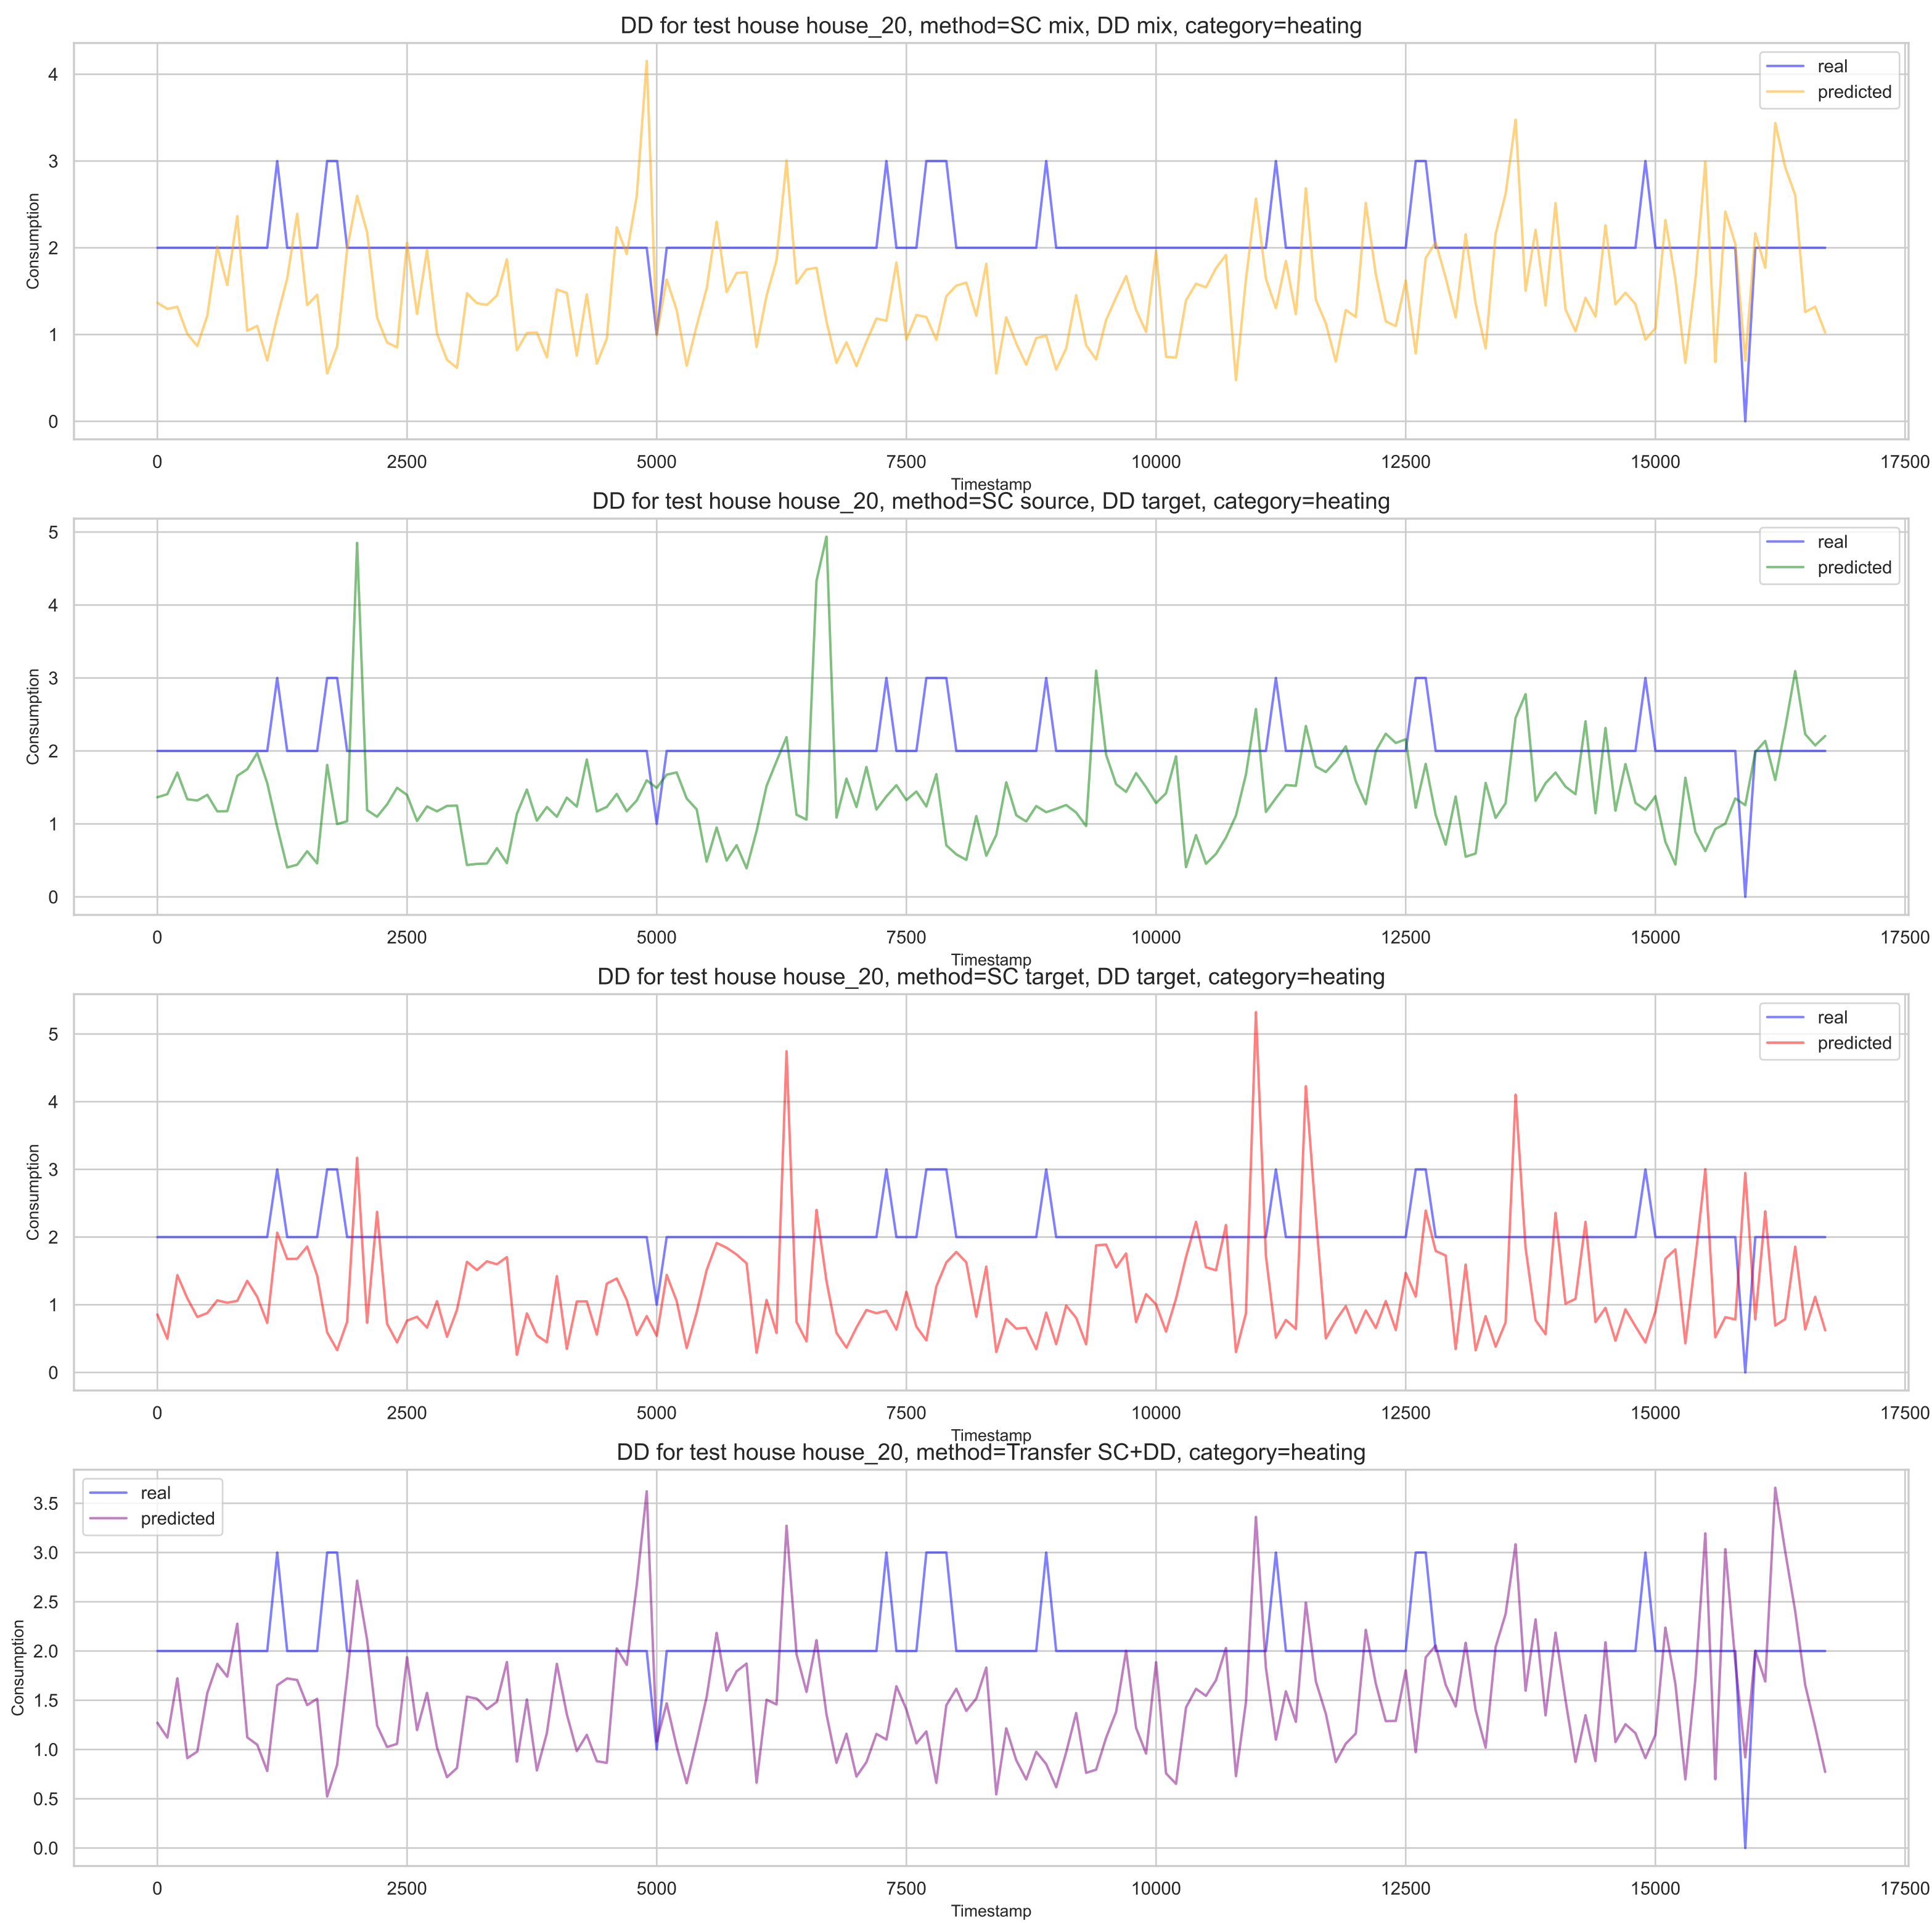 DD for test house house_20, method=SC mix, DD mix, category=heating
real
predicted
Consumption
4
3
2
1
0
0 2500 5000 7500 10000 12500 15000 17500
Timestamp
DD for test house house_20, method=SC source, DD target, category=heating
real
predicted
Consumption
5
4
3
2
1
0
0 2500 5000 7500 10000 12500 15000 17500
Timestamp
DD for test house house_20, method=SC target, DD target, category=heating
real
predicted
Consumption
5
4
3
2
1
0
0 2500 5000 7500 10000 12500 15000 17500
Timestamp
DD for test house house_20, method=Transfer SC+DD, category=heating
real
predicted
Consumption
3.5
3.0
2.5
2.0
1.5
1.0
0.5
0.0
0 2500 5000 7500 10000 12500 15000 17500
Timestamp